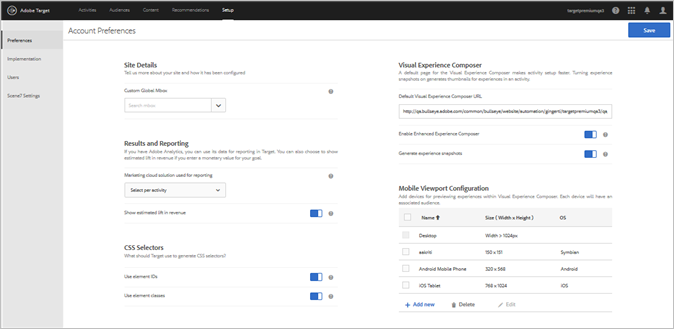 Adobe Target
Activities
Audiences
Content
Recommendations
Setup
targetpremiumqe3
Account Preferences
Save
Preferences
Implementation
Users
Scene7 Settings
Site Details
Tell us more about your site and how it has been configured
Custom Global Mbox
Search mbox
Results and Reporting
If you have Adobe Analytics, you can use its data for reporting in Target. You can also choose to show
estimated lift in revenue if you enter a monetary value for your goal.
Marketing cloud solution used for reporting
Select per activity
Show estimated lift in revenue
CSS Selectors
What should Target use to generate CSS selectors?
Use element IDs
Use element classes
Visual Experience Composer
A default page for the Visual Experience Composer makes activity setup faster. Turning experience
snapshots on generates thumbnails for experiences in an activity.
Default Visual Experience Composer URL
http://qe.bullseye.adobe.com/common/bullseye/website/automation/gingent/targetpremiumqe3/qa
Enable Enhanced Experience Composer
Generate experience snapshots
Mobile Viewport Configuration
Add devices for previewing experiences within Visual Experience Composer. Each device will have an
associated audience.
Name
Size ( Width x Height )
OS
Desktop
Width > 1024px
150 x 151
Symbian
Android Mobile Phone
320 x 568
Android
iOS Tablet
768 x 1024
iOS
+ Add new
Delete
Edit